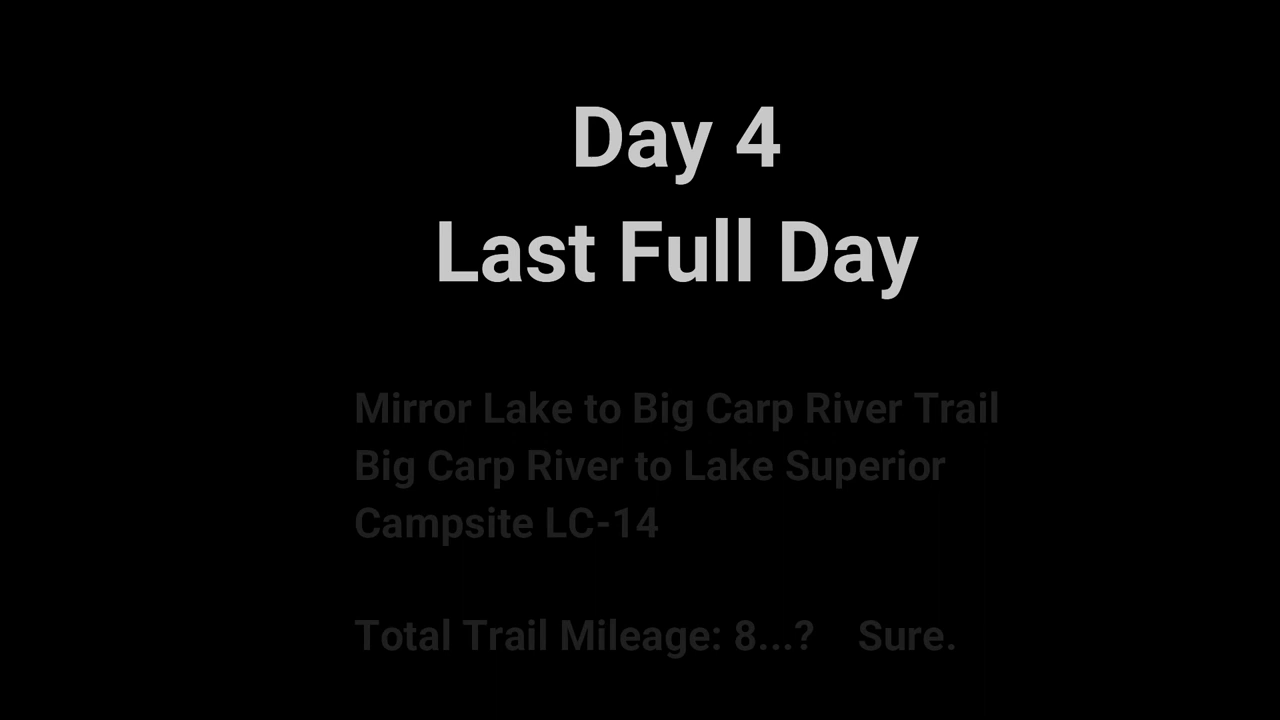 Day 4
Last Full Day
Mirror Lake to Big Carp River Trail
Big Carp River to Lake Superior
Campsite LC-14
Total Trail Mileage: 8...? Sure.